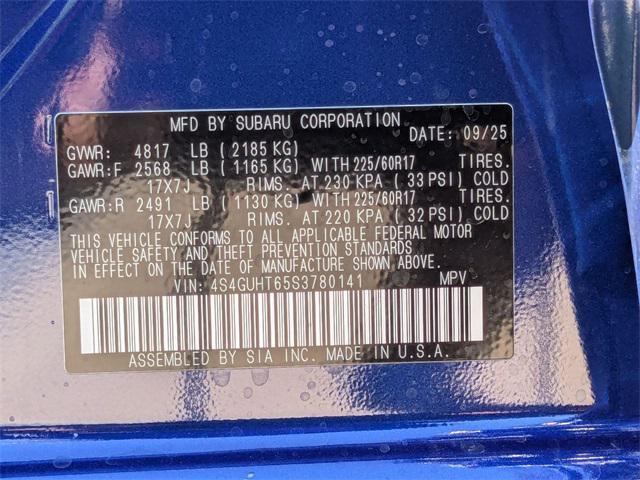 MFD BY SUBARU CORPORATION
DATE: 09/25
GVWR: 4817 LB (2185 KG)
GAWR:F 2568 LB (1165 KG) WITH 225/60R17 TIRES.
17X7J RIMS. AT 230 KPA (33 PSI) COLD
GAWR:R 2491 LB (1130 KG) WITH 225/60R17 TIRES.
17X7J RIMS. AT 220 KPA (32 PSI) COLD
THIS VEHICLE CONFORMS TO ALL APPLICABLE FEDERAL MOTOR
VEHICLE SAFETY AND THEFT PREVENTION STANDARDS
IN EFFECT ON THE DATE OF MANUFACTURE SHOWN ABOVE.
VIN: 4S4GUHT65S3780141 MPV
ASSEMBLED BY SIA INC. MADE IN U.S.A.